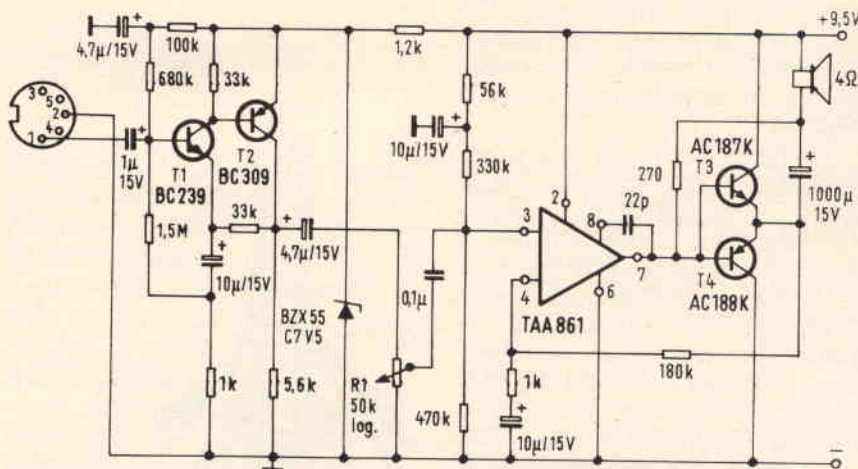 4,7µ/15V
+
100k
680k
33k
1,2k
+9,5V
4Ω
3
5
2
1
4
+
1µ
15V
T1
BC239
T2
BC309
56k
10µ/15V
+
330k
270
AC187K
T3
+
1000µ
15V
33k
+
4,7µ/15V
1,5M
+
10µ/15V
BZX55
C7V5
0,1µ
3
4
2
8
22p
7
6
TAA861
T4
AC188K
180k
1k
5,6k
R1
50k
log.
470k
1k
+
10µ/15V
−